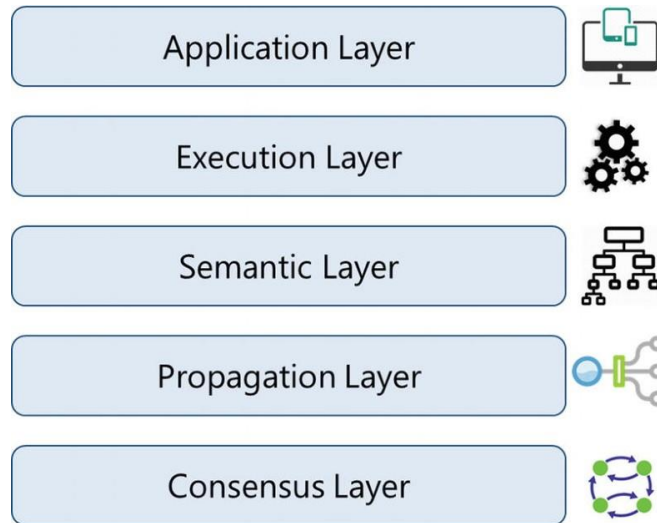 Application Layer
Execution Layer
Semantic Layer
Propagation Layer
Consensus Layer